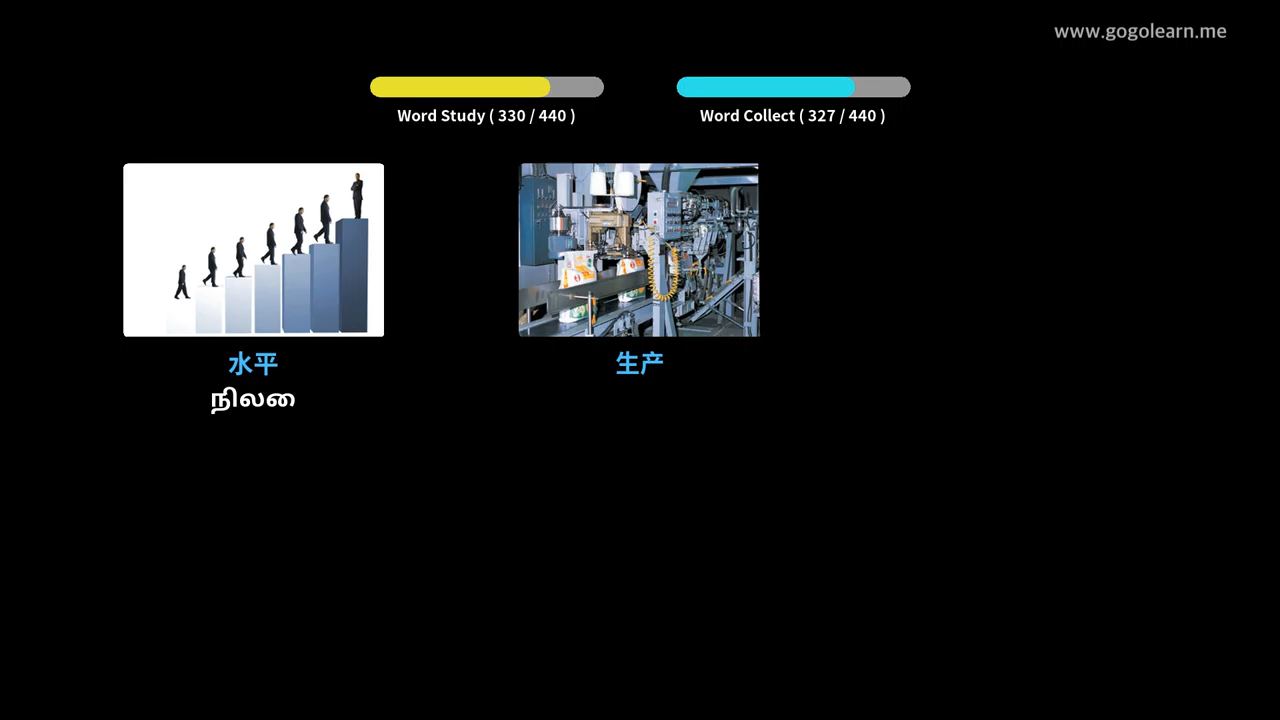 www.gogolearn.me
Word Study ( 330 / 440 )
Word Collect ( 327 / 440 )
水平
நிலை
生产